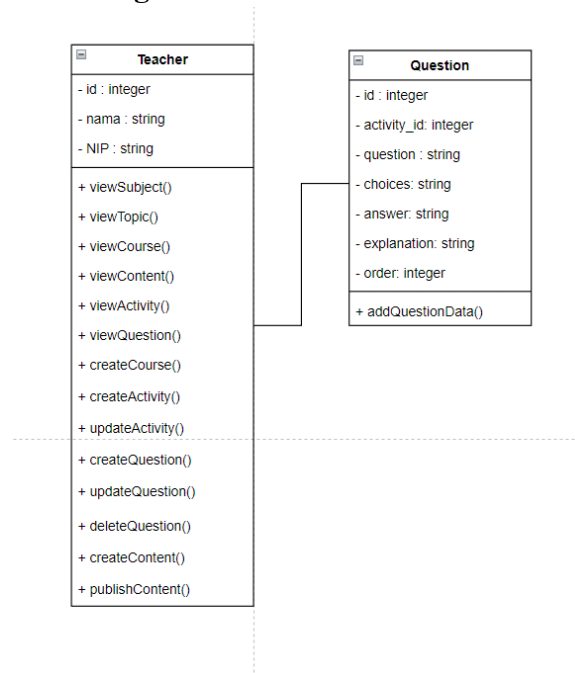 Teacher
- id : integer
- nama : string
- NIP : string
+ viewSubject()
+ viewTopic()
+ viewCourse()
+ viewContent()
+ viewActivity()
+ viewQuestion()
+ createCourse()
+ createActivity()
+ updateActivity()
+ createQuestion()
+ updateQuestion()
+ deleteQuestion()
+ createContent()
+ publishContent()
Question
- id : integer
- activity_id: integer
- question : string
- choices: string
- answer: string
- explanation: string
- order: integer
+ addQuestionData()